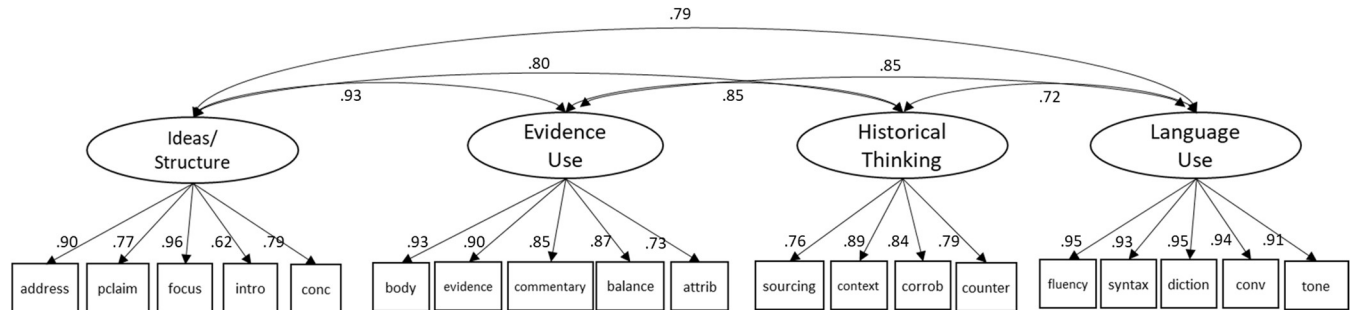 .79
.80
.85
.93
.85
.72
Ideas/
Structure
Evidence
Use
Historical
Thinking
Language
Use
.90
.77
.96
.62
.79
.93
.90
.85
.87
.73
.76
.89
.84
.79
.95
.93
.95
.94
.91
address
pclaim
focus
intro
conc
body
evidence
commentary
balance
attrib
sourcing
context
corrob
counter
fluency
syntax
diction
conv
tone